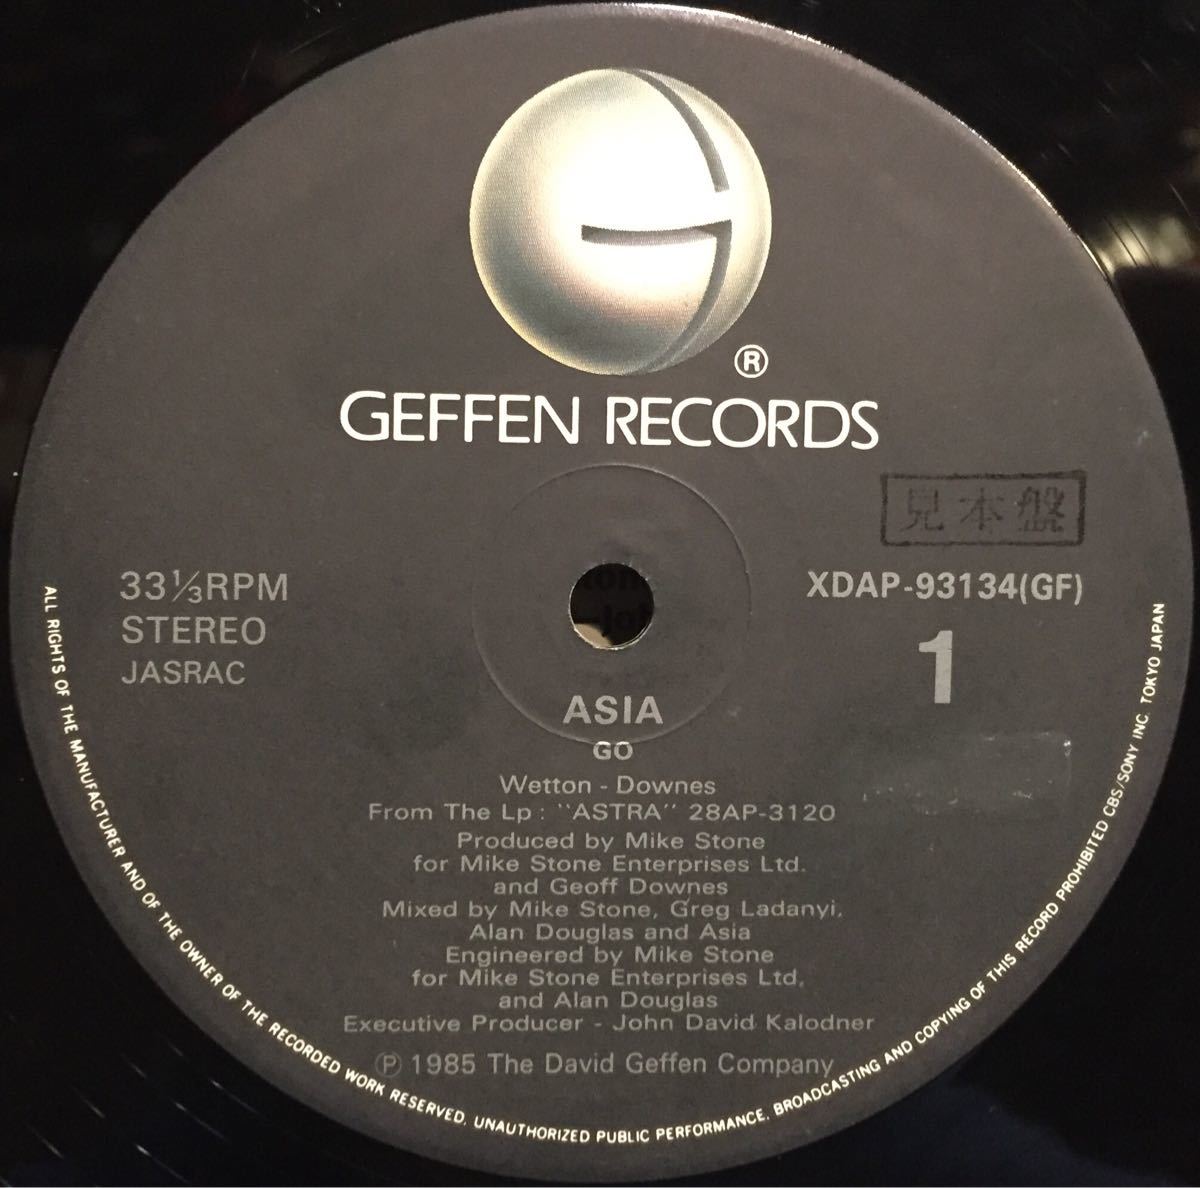 ®
GEFFEN RECORDS
見本盤
33⅓RPM
STEREO
JASRAC
XDAP-93134(GF)
1
ASIA
GO
Wetton - Downes
From The Lp : "ASTRA" 28AP-3120
Produced by Mike Stone
for Mike Stone Enterprises Ltd.
and Geoff Downes
Mixed by Mike Stone, Greg Ladanyi,
Alan Douglas and Asia
Engineered by Mike Stone
for Mike Stone Enterprises Ltd,
and Alan Douglas
Executive Producer - John David Kalodner
Ⓟ 1985 The David Geffen Company
ALL RIGHTS OF THE MANUFACTURER AND OF THE OWNER OF THE RECORDED WORK RESERVED. UNAUTHORIZED PUBLIC PERFORMANCE. BROADCASTING AND COPYING OF THIS RECORD PROHIBITED CBS/SONY INC. TOKYO JAPAN